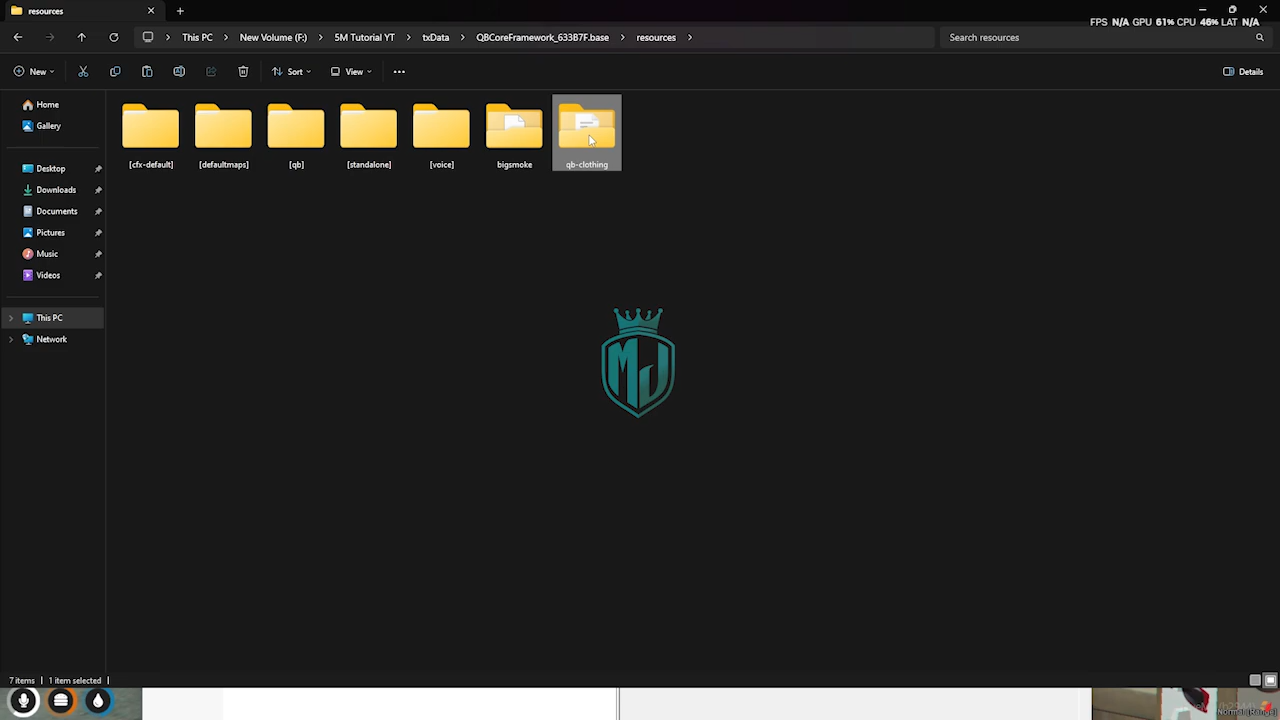 resources
FPS N/A GPU 61% CPU 46% LAT N/A
This PC > New Volume (F:) > 5M Tutorial YT > txData > QBCoreFramework_633B7F.base > resources >
Search resources
New
Sort
View
Details
Home
Gallery
Desktop
Downloads
Documents
Pictures
Music
Videos
This PC
Network
[cfx-default]
[defaultmaps]
[qb]
[standalone]
[voice]
bigsmoke
qb-clothing
MJ
7 items
1 item selected